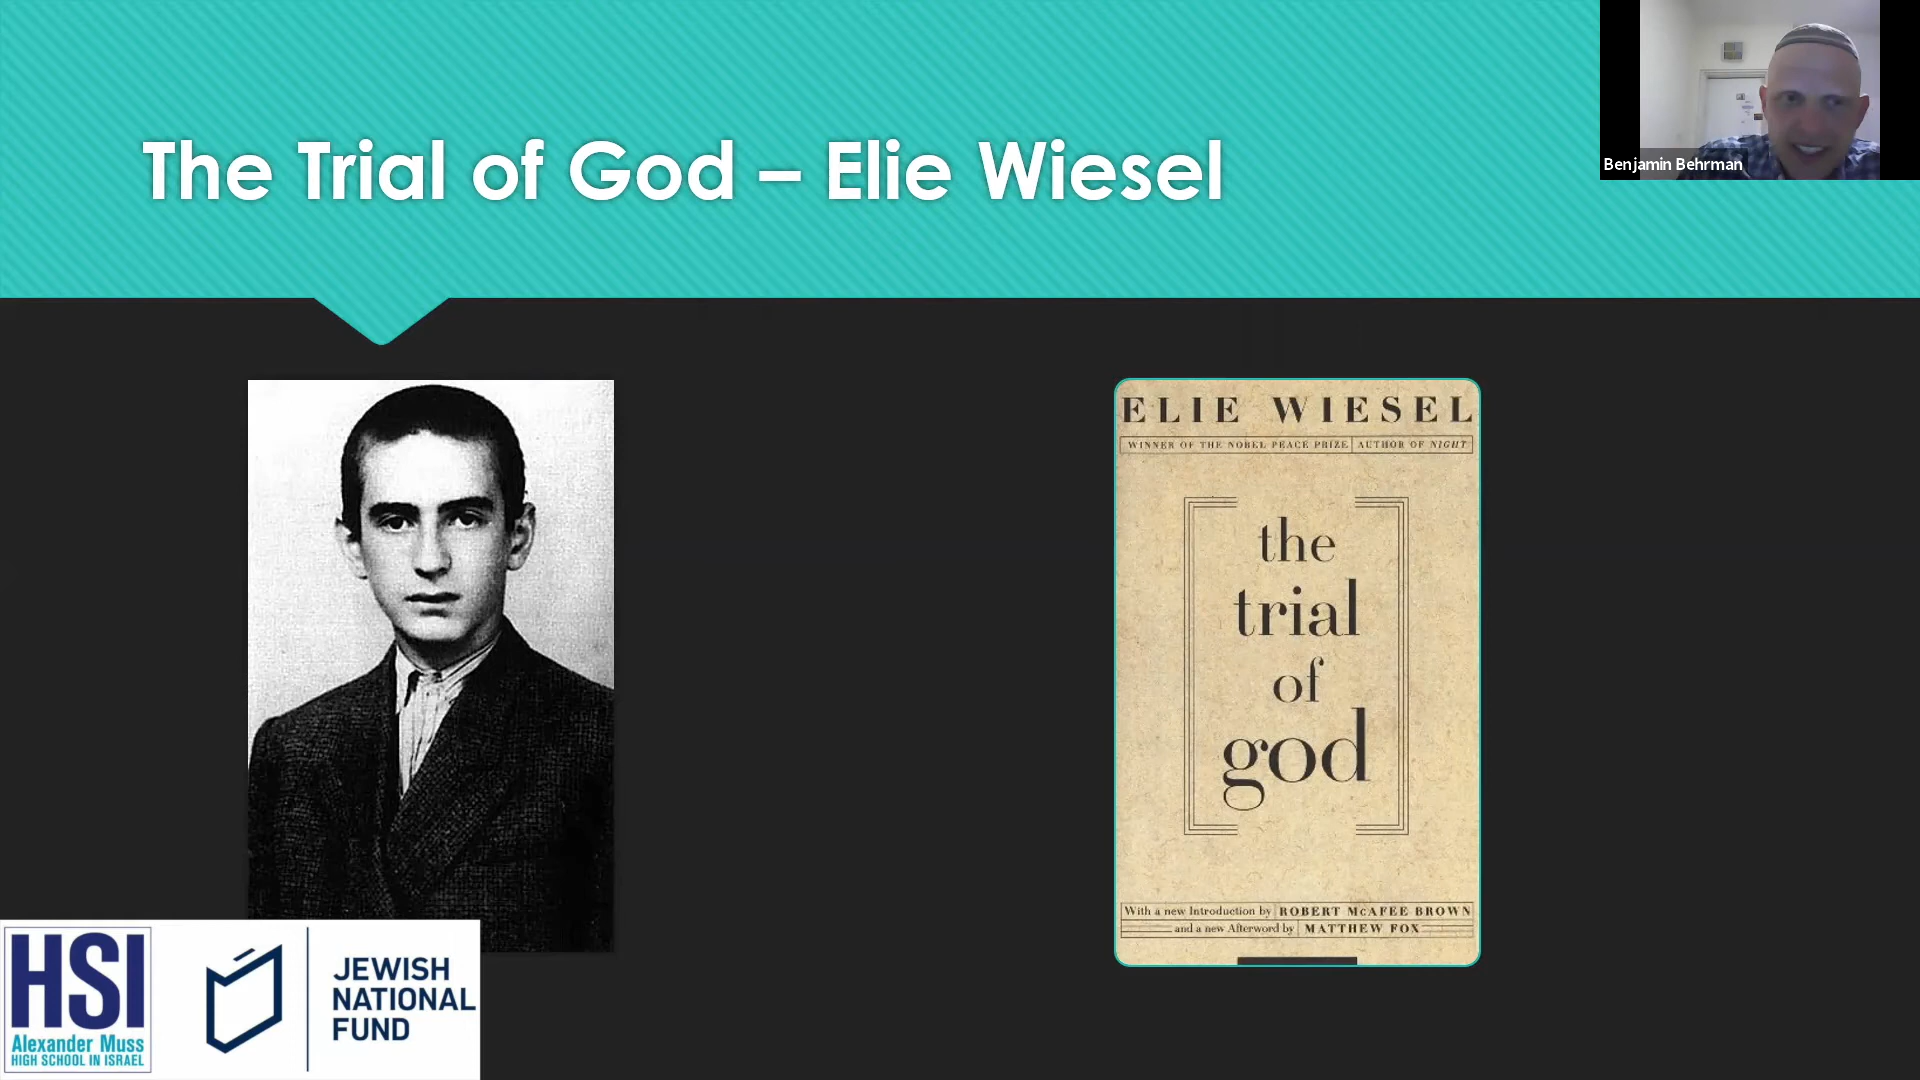 The Trial of God – Elie Wiesel
Benjamin Behrman
ELIE WIESEL
WINNER OF THE NOBEL PEACE PRIZE AUTHOR OF NIGHT
the
trial
of
god
With a new Introduction by ROBERT McAFEE BROWN
and a new Afterword by MATTHEW FOX
HSI
Alexander Muss
HIGH SCHOOL IN ISRAEL
JEWISH
NATIONAL
FUND